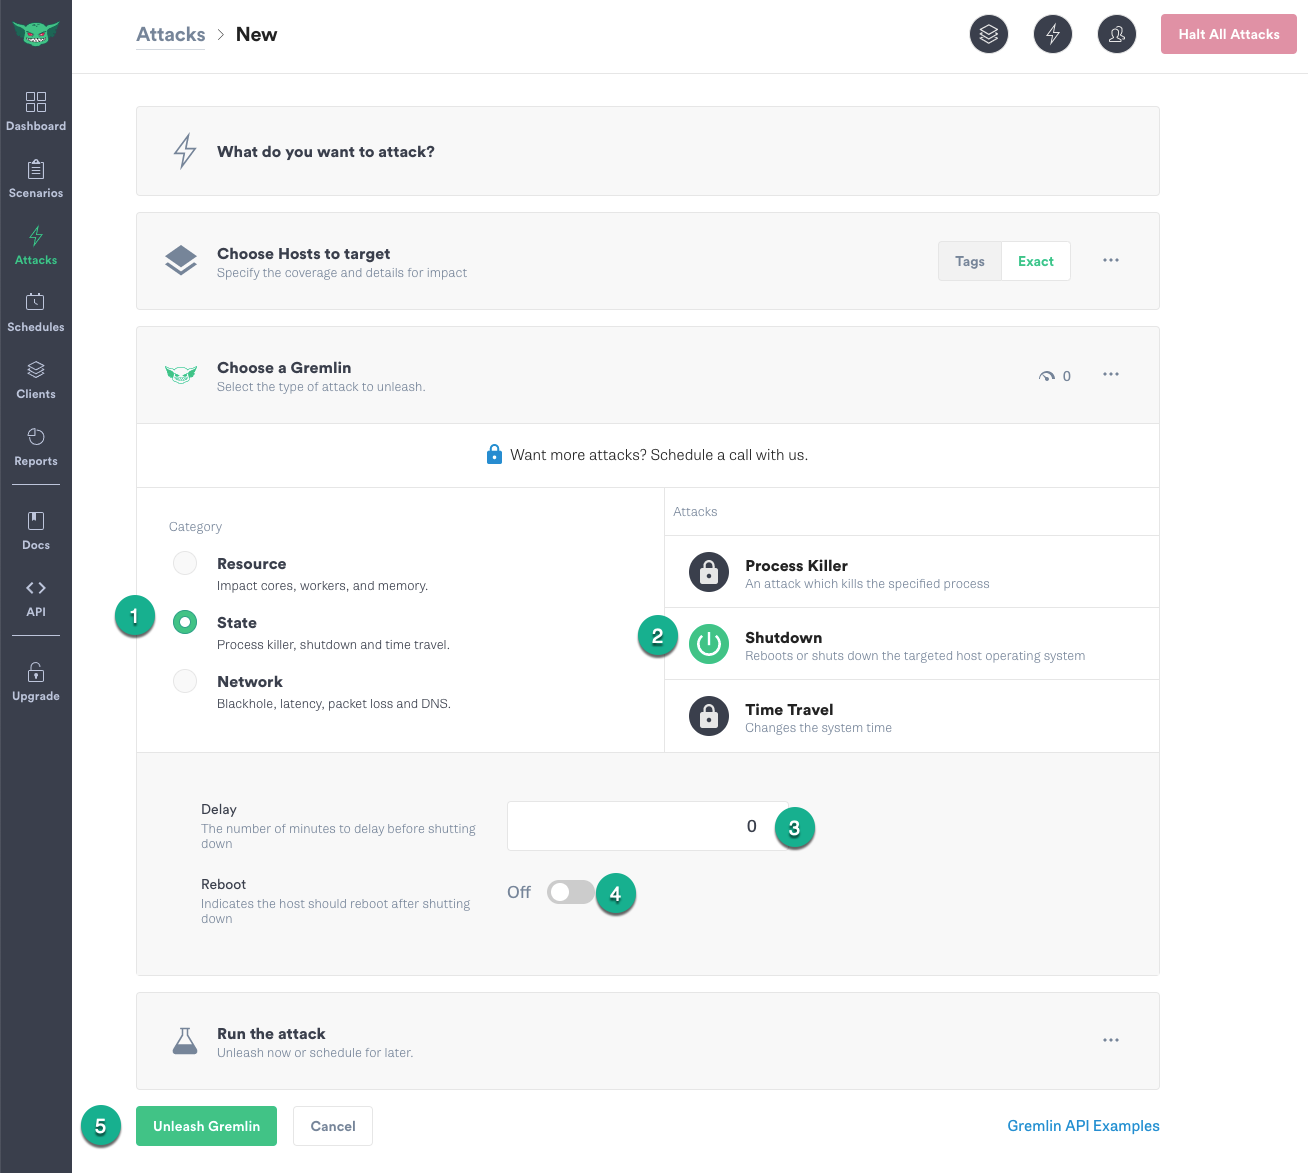 Attacks > New
Halt All Attacks
Dashboard
Scenarios
Attacks
Schedules
Clients
Reports
Docs
API
Upgrade
What do you want to attack?
Choose Hosts to target
Specify the coverage and details for impact
Tags
Exact
Choose a Gremlin
Select the type of attack to unleash.
0
Want more attacks? Schedule a call with us.
Category
Resource
Impact cores, workers, and memory.
1
State
Process killer, shutdown and time travel.
Network
Blackhole, latency, packet loss and DNS.
Attacks
Process Killer
An attack which kills the specified process
2
Shutdown
Reboots or shuts down the targeted host operating system
Time Travel
Changes the system time
Delay
The number of minutes to delay before shutting
down
0
3
Reboot
Indicates the host should reboot after shutting
down
Off
4
Run the attack
Unleash now or schedule for later.
5
Unleash Gremlin
Cancel
Gremlin API Examples